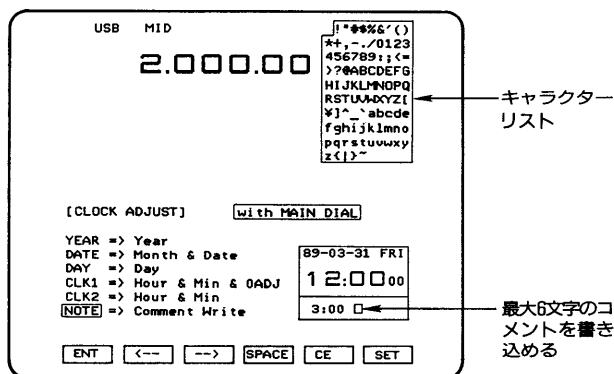 USB MID
2.000.00
!"#$%&'()
*+,-./0123
456789:;<=
>?@ABCDEFG
HIJKLMNOPQ
RSTUVWXYZ[
¥]^_`abcde
fghijklmno
pqrstuvwxy
z{|}~
キャラクター
リスト
[CLOCK ADJUST] with MAIN DIAL
YEAR => Year
DATE => Month & Date
DAY => Day
CLK1 => Hour & Min & 0ADJ
CLK2 => Hour & Min
NOTE => Comment Write
89-03-31 FRI
12:00 00
3:00 □
最大6文字のコ
メントを書き
込める
ENT <-- --> SPACE CE SET